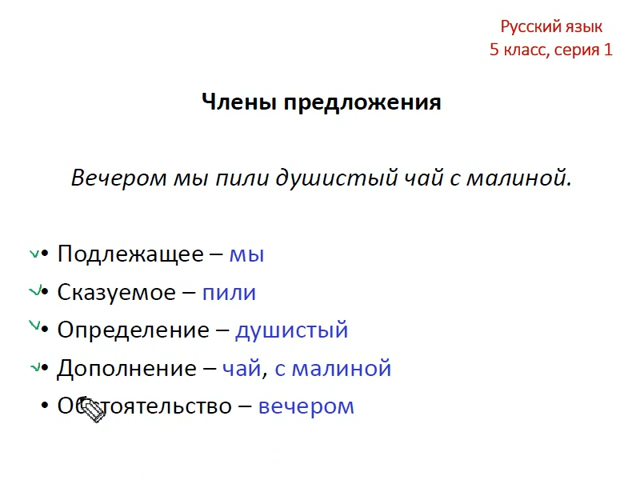 Русский язык
5 класс, серия 1
Члены предложения
Вечером мы пили душистый чай с малиной.
• Подлежащее – мы
• Сказуемое – пили
• Определение – душистый
• Дополнение – чай, с малиной
• Обстоятельство – вечером